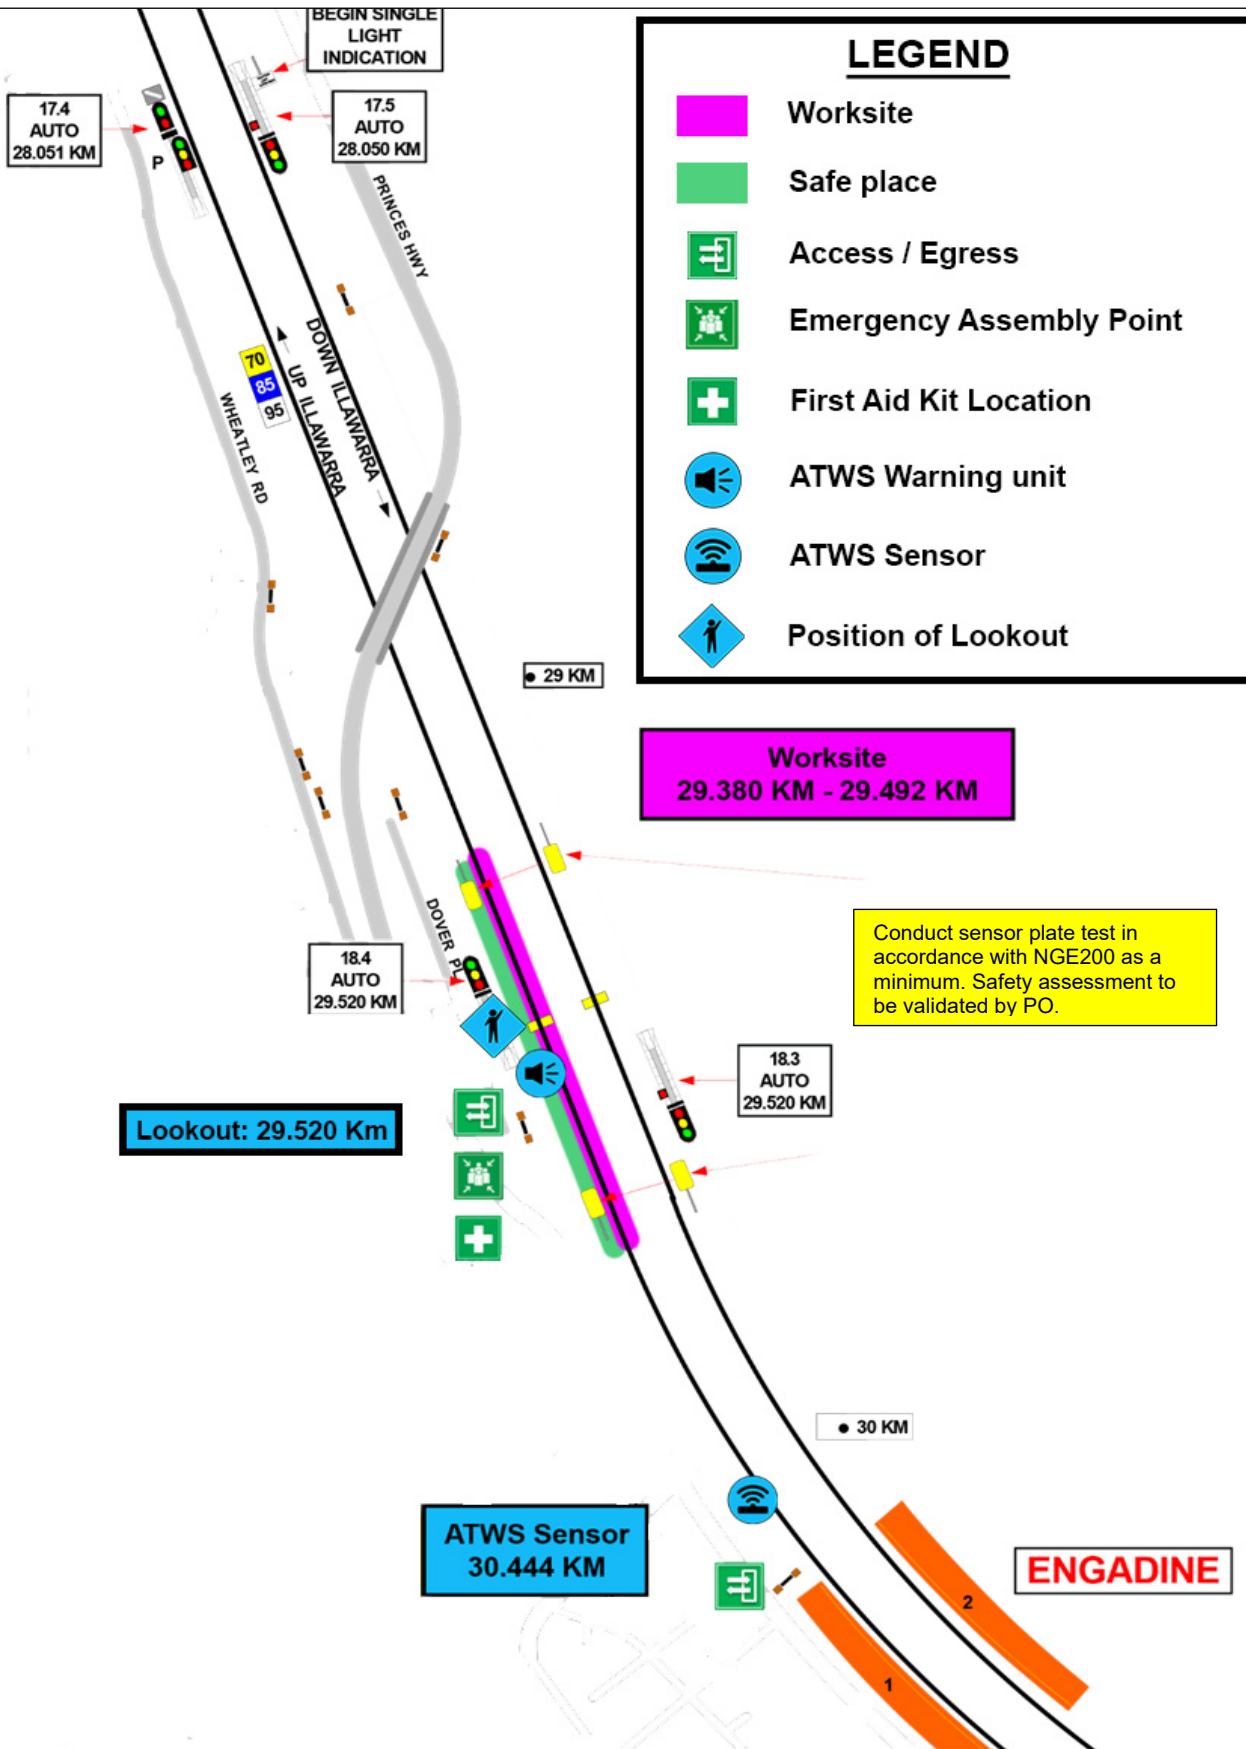 BEGIN SINGLE
LIGHT
INDICATION
17.4
AUTO
28.051 KM
17.5
AUTO
28.050 KM
P
PRINCES HWY
LEGEND
Worksite
Safe place
Access / Egress
Emergency Assembly Point
First Aid Kit Location
ATWS Warning unit
ATWS Sensor
Position of Lookout
70
85
95
UP ILLAWARRA
DOWN ILLAWARRA
WHEATLEY RD
29 KM
Worksite
29.380 KM - 29.492 KM
DOVER PL
18.4
AUTO
29.520 KM
Conduct sensor plate test in
accordance with NGE200 as a
minimum. Safety assessment to
be validated by PO.
18.3
AUTO
29.520 KM
Lookout: 29.520 Km
30 KM
ATWS Sensor
30.444 KM
ENGADINE
2
1